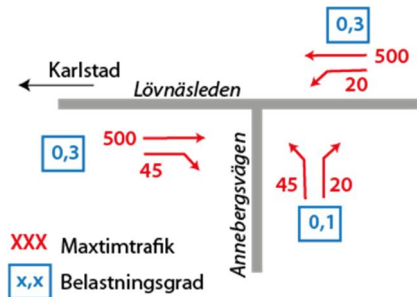 0,3
500
20
Karlstad
Lövnäsleden
0,3
500
45
Annebergsvägen
45
20
0,1
XXX Maxtimtrafik
x,x Belastningsgrad